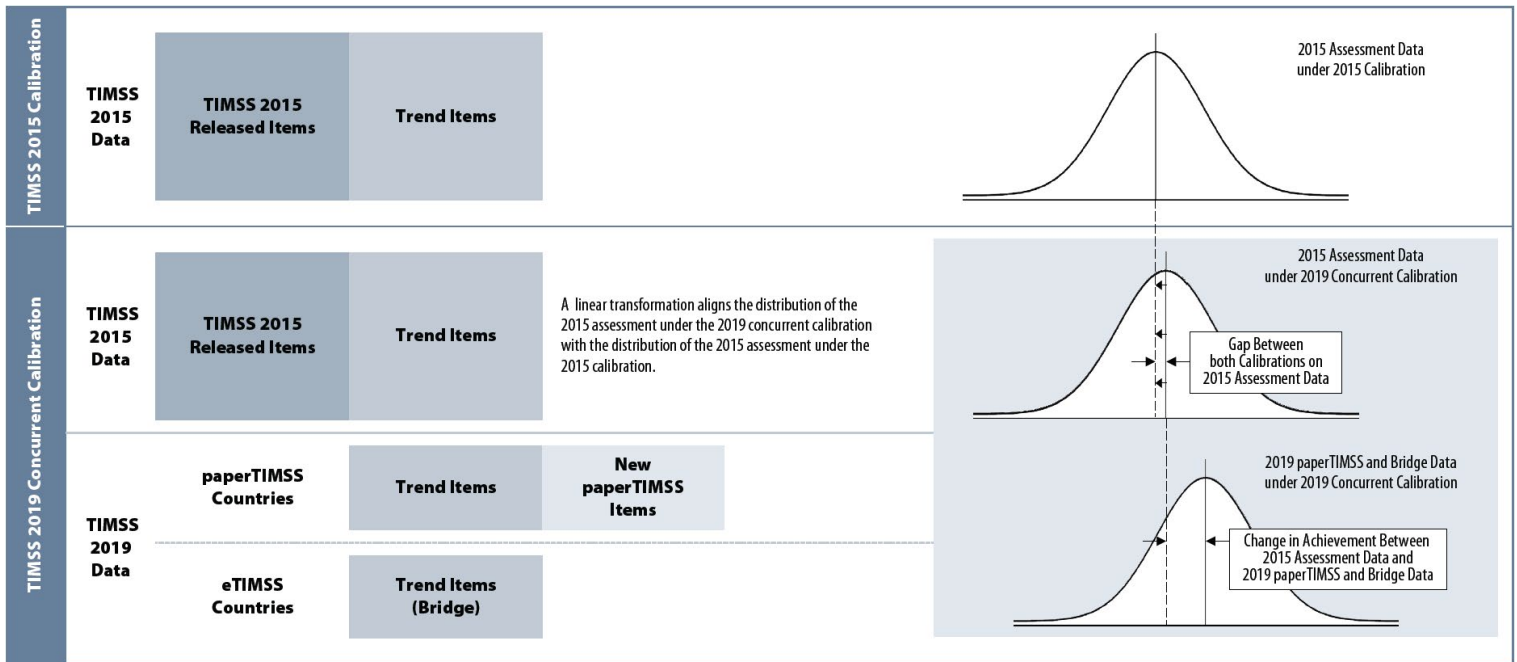 TIMSS 2015 Calibration
TIMSS
2015
Data
TIMSS 2015
Released Items
Trend Items
2015 Assessment Data
under 2015 Calibration
TIMSS 2019 Concurrent Calibration
TIMSS
2015
Data
TIMSS 2015
Released Items
Trend Items
A linear transformation aligns the distribution of the
2015 assessment under the 2019 concurrent calibration
with the distribution of the 2015 assessment under the
2015 calibration.
2015 Assessment Data
under 2019 Concurrent Calibration
Gap Between
both Calibrations on
2015 Assessment Data
TIMSS
2019
Data
paperTIMSS
Countries
Trend Items
New
paperTIMSS
Items
2019 paperTIMSS and Bridge Data
under 2019 Concurrent Calibration
Change in Achievement Between
2015 Assessment Data and
2019 paperTIMSS and Bridge Data
eTIMSS
Countries
Trend Items
(Bridge)